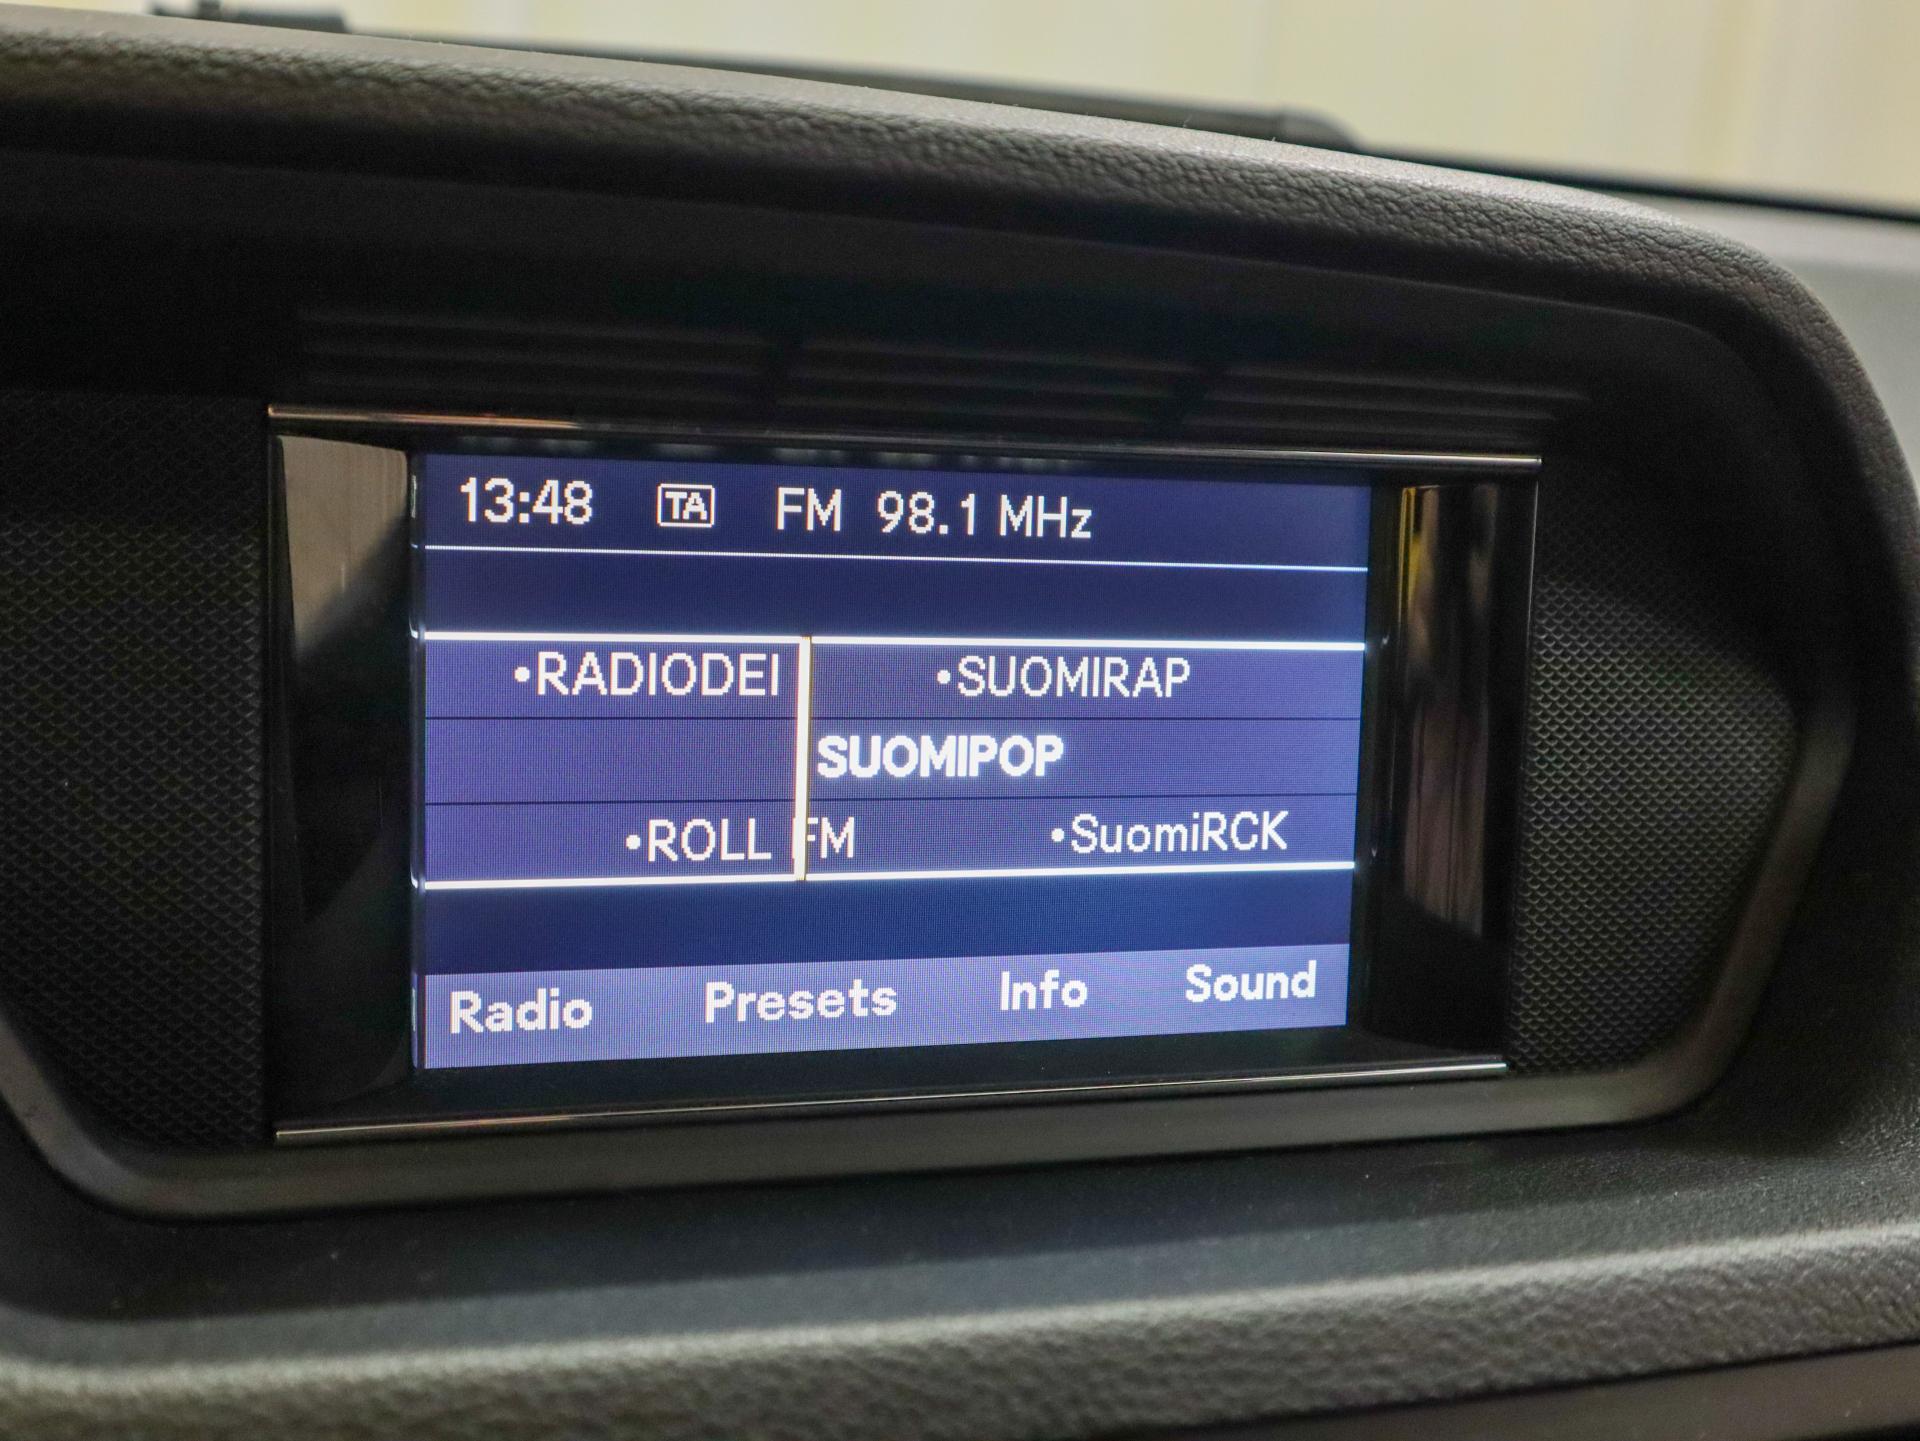 13:48 TA FM 98.1 MHz
•RADIODEI •SUOMIRAP
SUOMIPOP
•ROLL FM •SuomiRCK
Radio Presets Info Sound